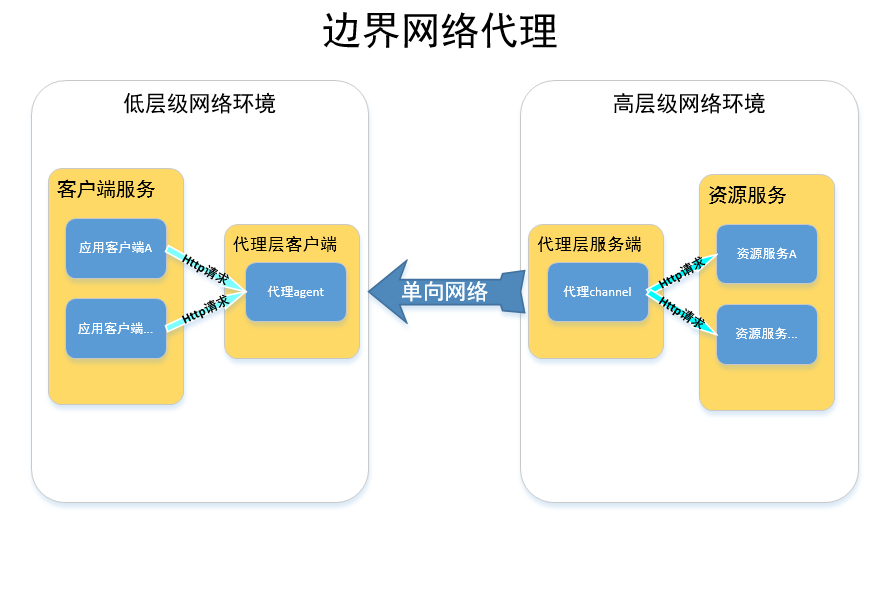 边界网络代理
低层级网络环境
高层级网络环境
客户端服务
应用客户端A
应用客户端...
Http请求
Http请求
代理层客户端
代理agent
单向网络
代理层服务端
代理channel
Http请求
Http请求
资源服务
资源服务A
资源服务...